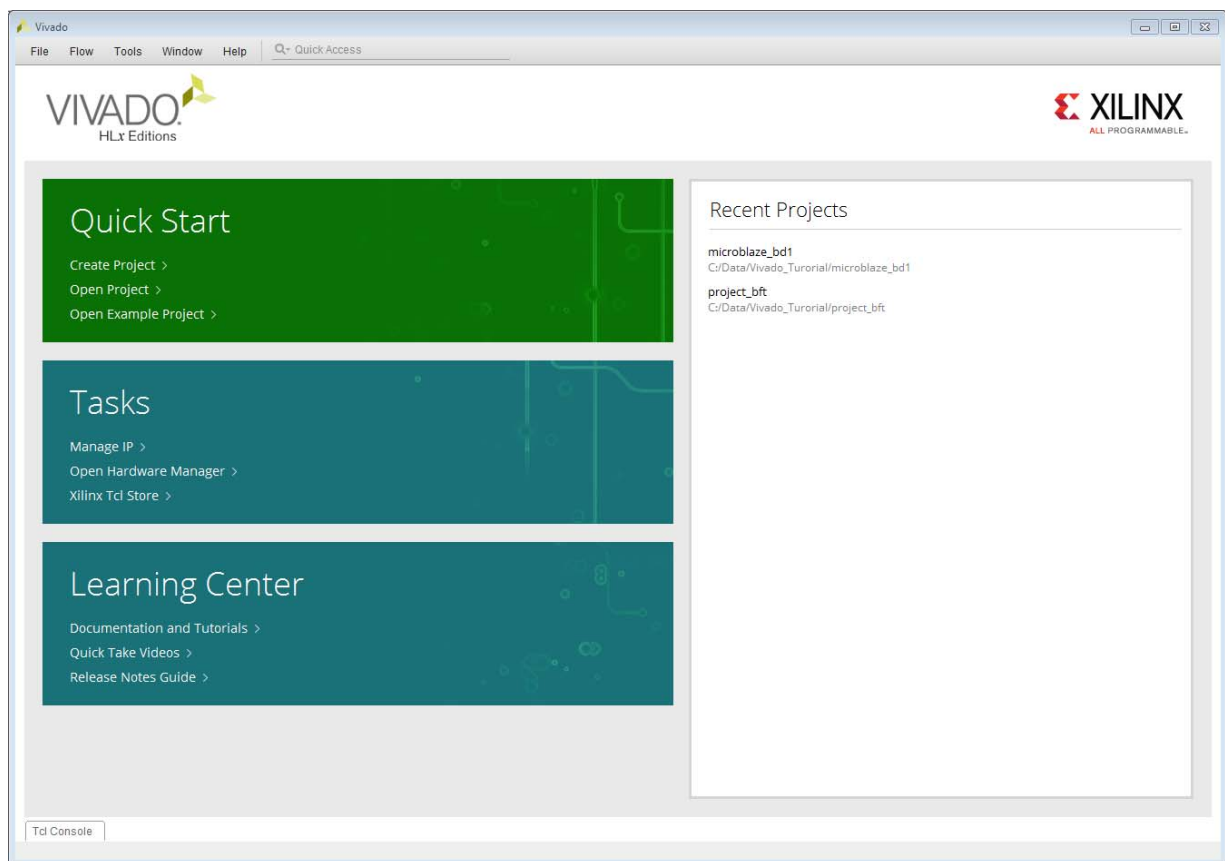 Vivado
File Flow Tools Window Help Quick Access
VIVADO.
HLx Editions
XILINX
ALL PROGRAMMABLE.
Quick Start
Create Project >
Open Project >
Open Example Project >
Tasks
Manage IP >
Open Hardware Manager >
Xilinx Tcl Store >
Learning Center
Documentation and Tutorials >
Quick Take Videos >
Release Notes Guide >
Recent Projects
microblaze_bd1
C:/Data/Vivado_Turorial/microblaze_bd1
project_bft
C:/Data/Vivado_Turorial/project_bft
Tcl Console